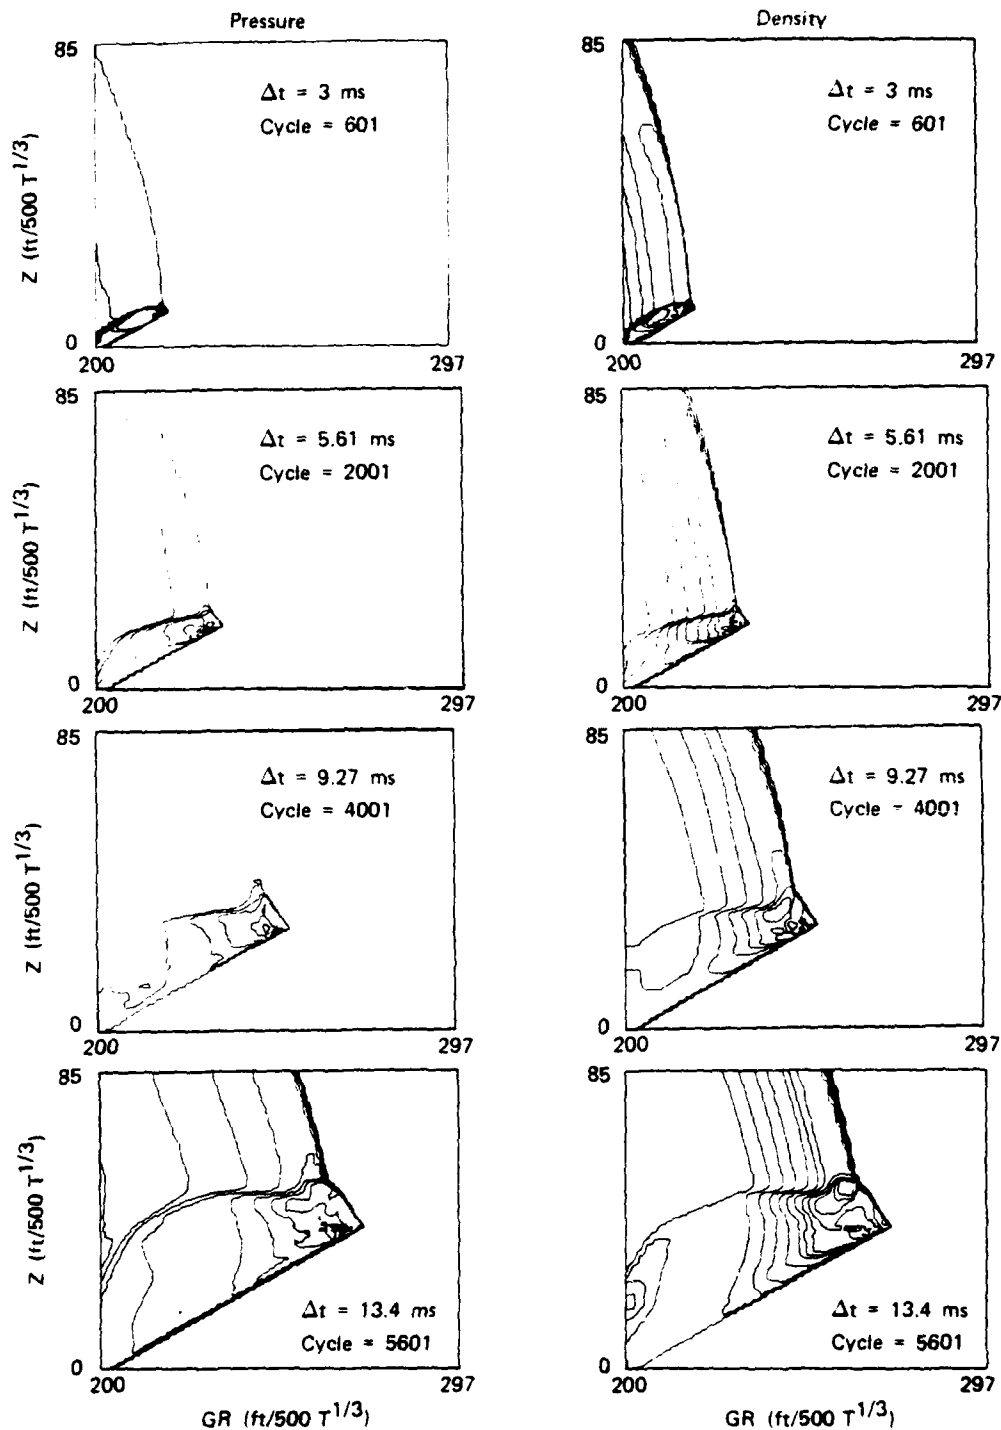 Pressure
85
Δt = 3 ms
Cycle = 601
Z (ft/500 T^1/3)
0
200
297
Density
85
Δt = 3 ms
Cycle = 601
0
200
297
85
Δt = 5.61 ms
Cycle = 2001
Z (ft/500 T^1/3)
0
200
297
85
Δt = 5.61 ms
Cycle = 2001
0
200
297
85
Δt = 9.27 ms
Cycle = 4001
Z (ft/500 T^1/3)
0
200
297
85
Δt = 9.27 ms
Cycle = 4001
0
200
297
85
Δt = 13.4 ms
Cycle = 5601
Z (ft/500 T^1/3)
0
200
297
GR (ft/500 T^1/3)
85
Δt = 13.4 ms
Cycle = 5601
0
200
297
GR (ft/500 T^1/3)